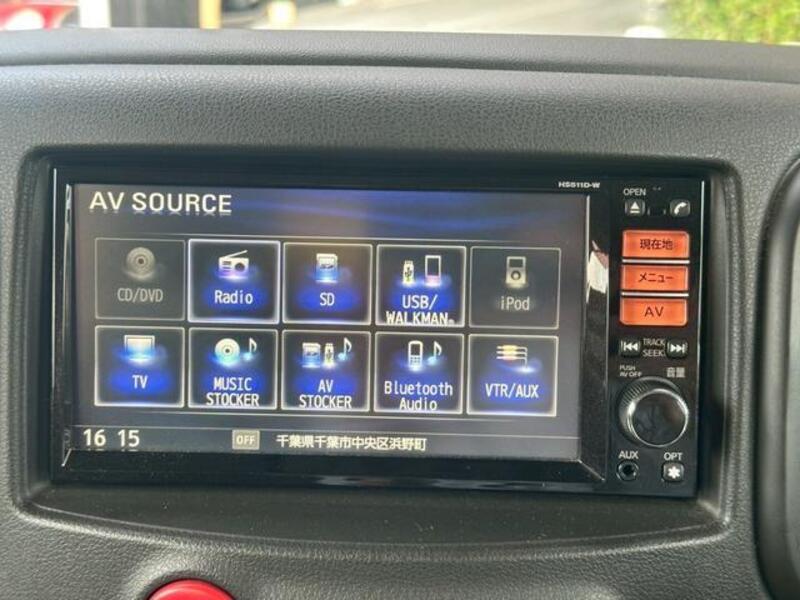 HS511D-W
AV SOURCE
OPEN
CD/DVD
Radio
SD
USB/
WALKMAN®
iPod
現在地
メニュー
AV
TRACK
SEEK
TV
MUSIC
STOCKER
AV
STOCKER
Bluetooth
Audio
VTR/AUX
PUSH
AV OFF
音量
16 15
OFF
千葉県千葉市中央区浜野町
AUX
OPT